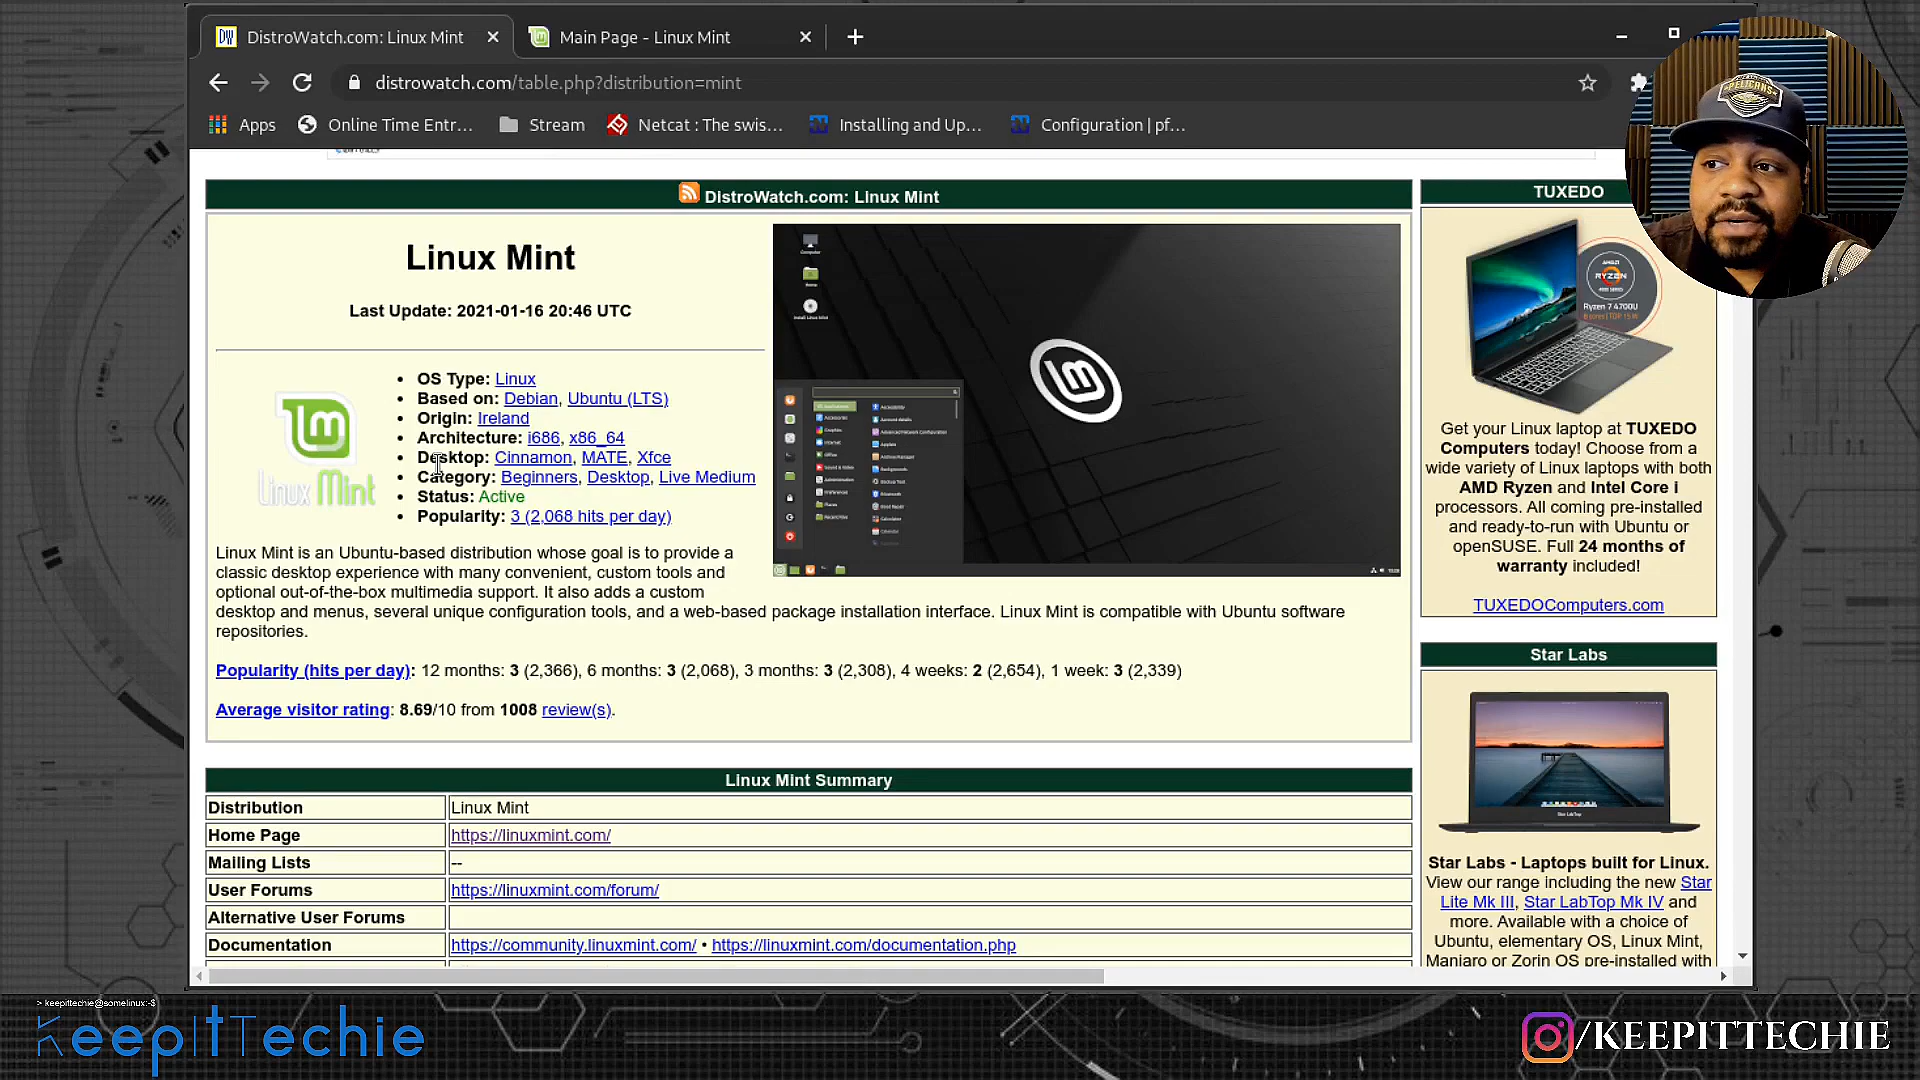 DistroWatch.com: Linux Mint
Main Page - Linux Mint
distrowatch.com/table.php?distribution=mint
Apps
Online Time Entr...
Stream
Netcat : The swis...
Installing and Up...
Configuration | pf...
PELICANS
DistroWatch.com: Linux Mint
Linux Mint
Last Update: 2021-01-16 20:46 UTC
Linux Mint
• OS Type: Linux
• Based on: Debian, Ubuntu (LTS)
• Origin: Ireland
• Architecture: i686, x86_64
• Desktop: Cinnamon, MATE, Xfce
• Category: Beginners, Desktop, Live Medium
• Status: Active
• Popularity: 3 (2,068 hits per day)
Linux Mint is an Ubuntu-based distribution whose goal is to provide a
classic desktop experience with many convenient, custom tools and
optional out-of-the-box multimedia support. It also adds a custom
desktop and menus, several unique configuration tools, and a web-based package installation interface. Linux Mint is compatible with Ubuntu software
repositories.
Popularity (hits per day): 12 months: 3 (2,366), 6 months: 3 (2,068), 3 months: 3 (2,308), 4 weeks: 2 (2,654), 1 week: 3 (2,339)
Average visitor rating: 8.69/10 from 1008 review(s).
Linux Mint Summary
Distribution Linux Mint
Home Page https://linuxmint.com/
Mailing Lists --
User Forums https://linuxmint.com/forum/
Alternative User Forums
Documentation https://community.linuxmint.com/ • https://linuxmint.com/documentation.php
TUXEDO
AMD
RYZEN
Ryzen 7 4700U
Get your Linux laptop at TUXEDO
Computers today! Choose from a
wide variety of Linux laptops with both
AMD Ryzen and Intel Core i
processors. All coming pre-installed
and ready-to-run with Ubuntu or
openSUSE. Full 24 months of
warranty included!
TUXEDOComputers.com
Star Labs
Star Labs - Laptops built for Linux.
View our range including the new Star
Lite Mk III, Star LabTop Mk IV and
more. Available with a choice of
Ubuntu, elementary OS, Linux Mint,
Manjaro or Zorin OS pre-installed with
> keepittechie@somelinux:~$
KeepItTechie
/KEEPITTECHIE